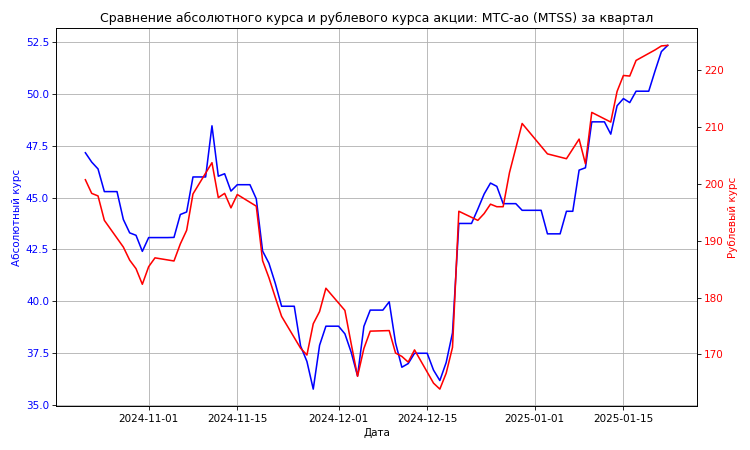 Сравнение абсолютного курса и рублевого курса акции: МТС-ао (MTSS) за квартал
Абсолютный курс
52.5
50.0
47.5
45.0
42.5
40.0
37.5
35.0
220
210
200
190
180
170
Рублевый курс
2024-11-01 2024-11-15 2024-12-01 2024-12-15 2025-01-01 2025-01-15
Дата